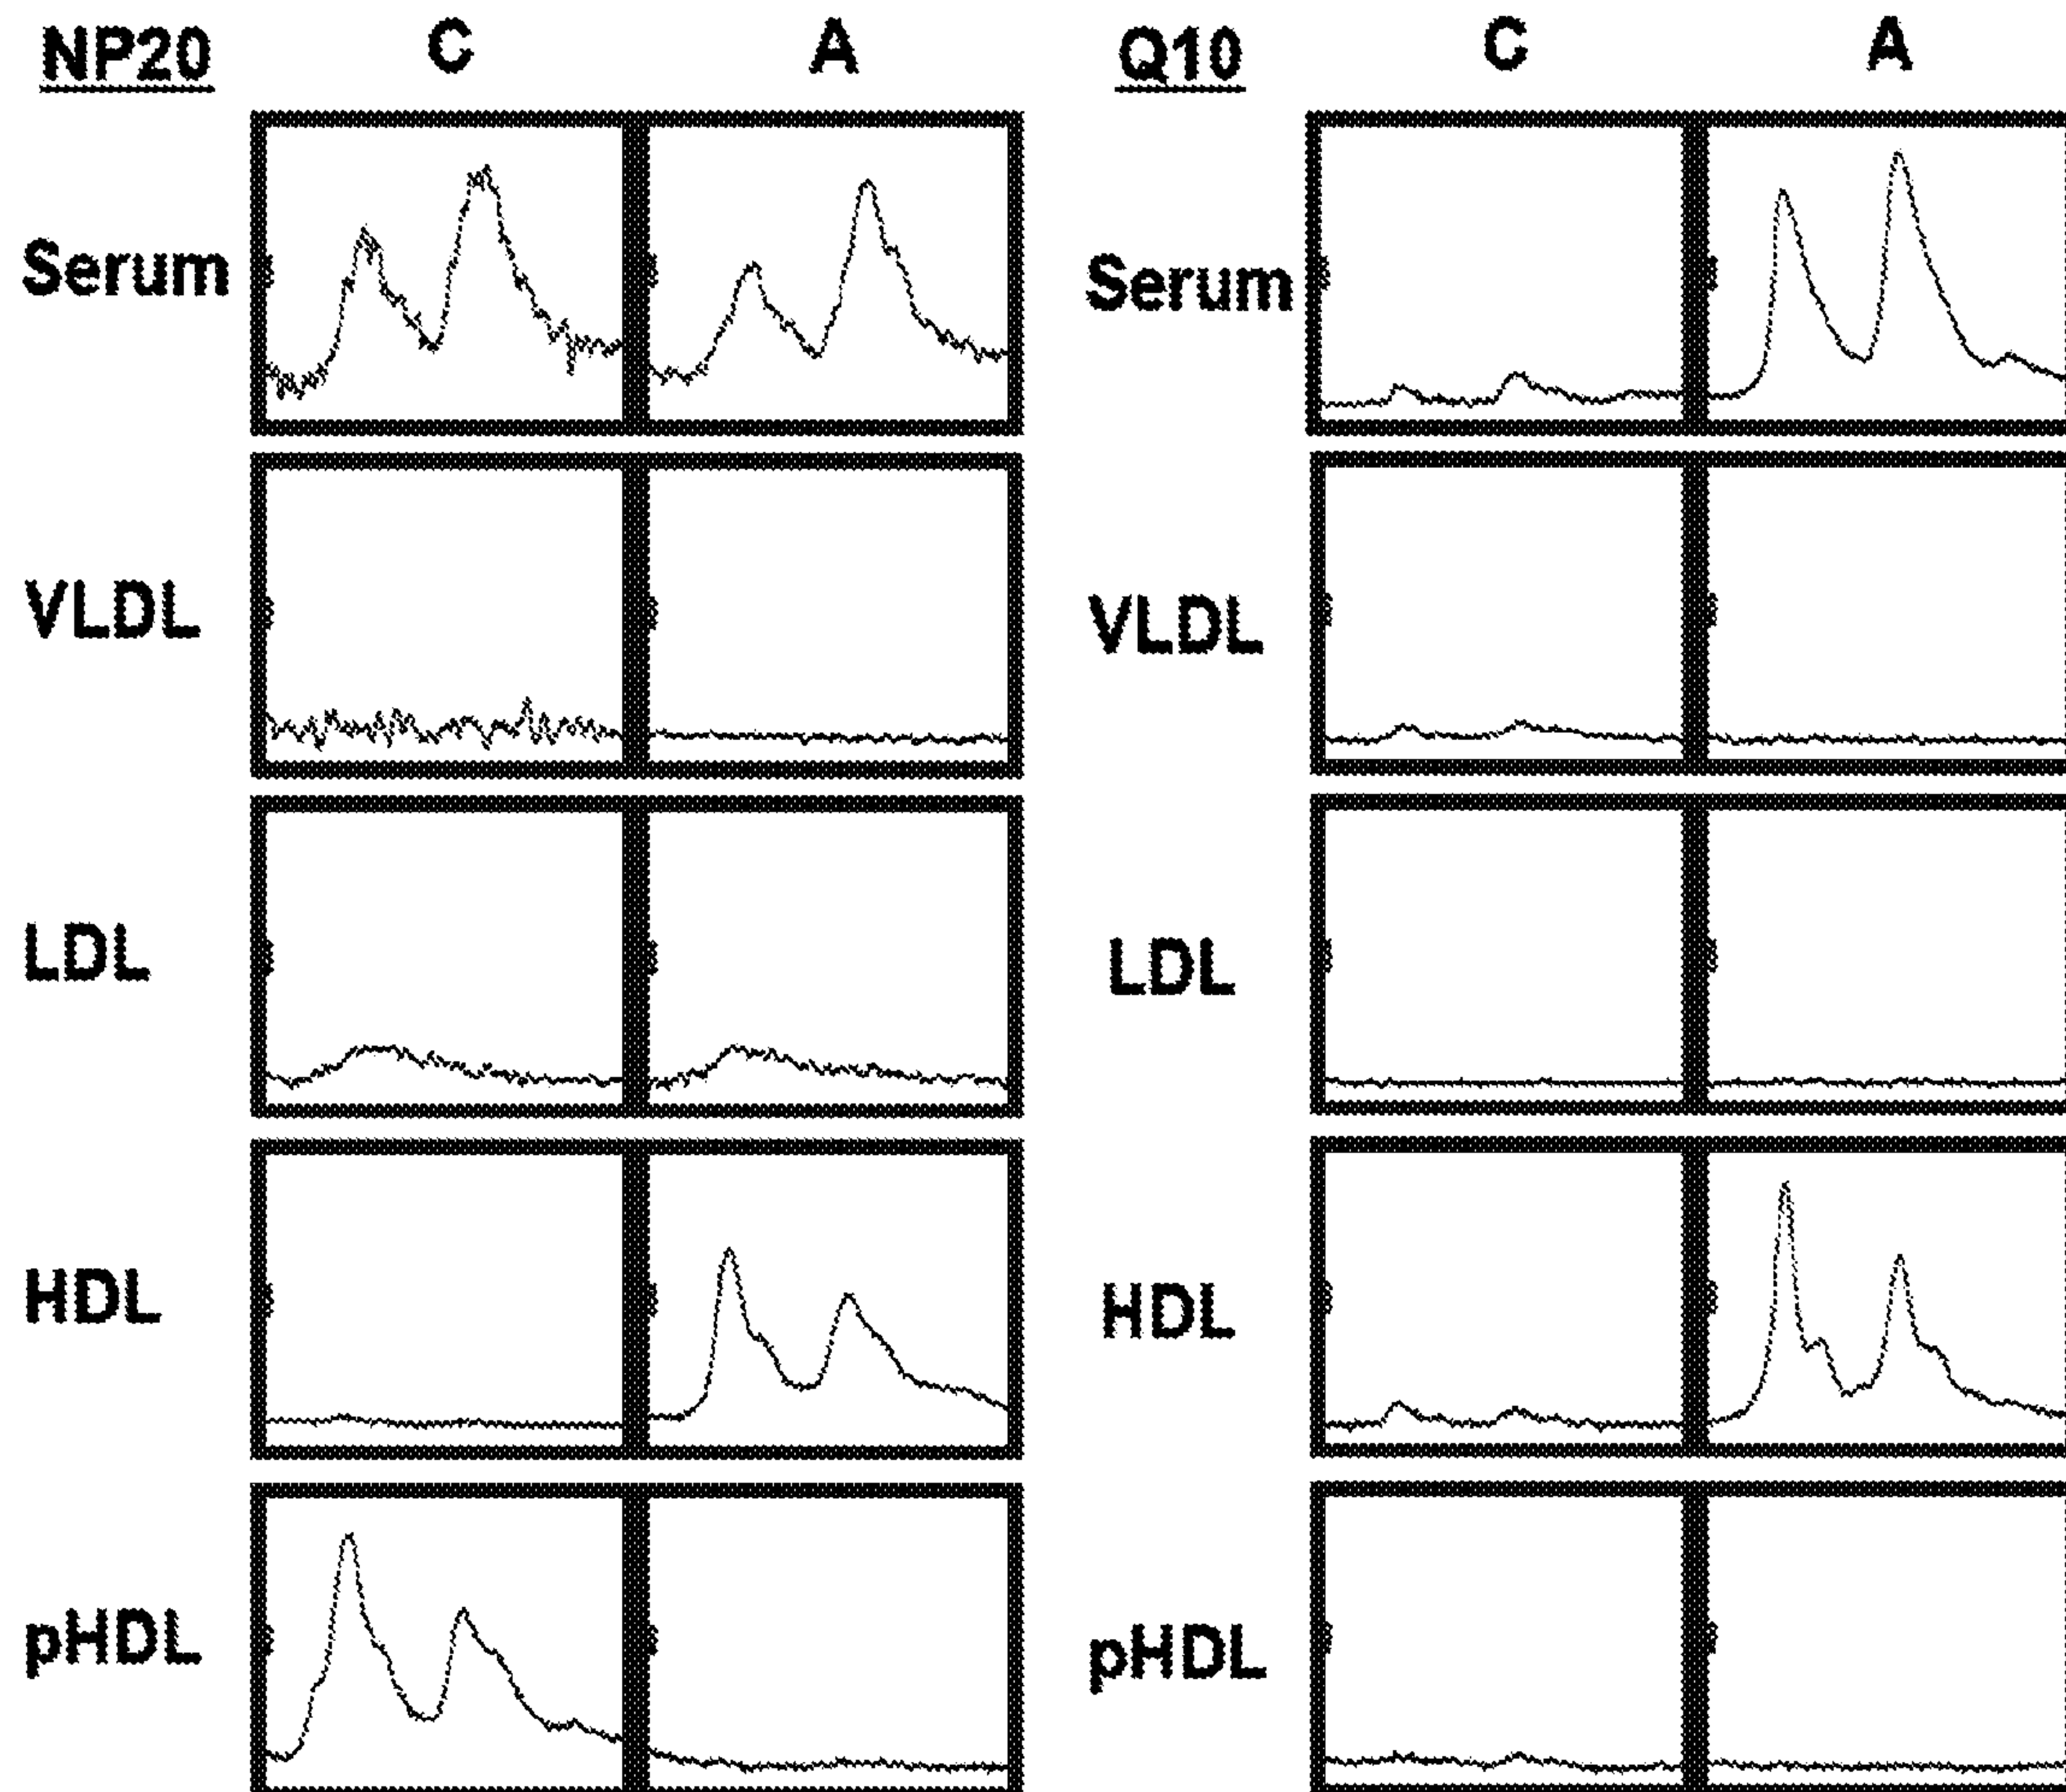 NP20 C A Q10 C A
Serum Serum
VLDL VLDL
LDL LDL
HDL HDL
pHDL pHDL